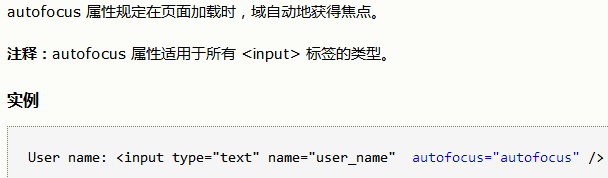 autofocus 属性规定在页面加载时，域自动地获得焦点。
注释：autofocus 属性适用于所有 <input> 标签的类型。
实例
User name: <input type="text" name="user_name"  autofocus="autofocus" />